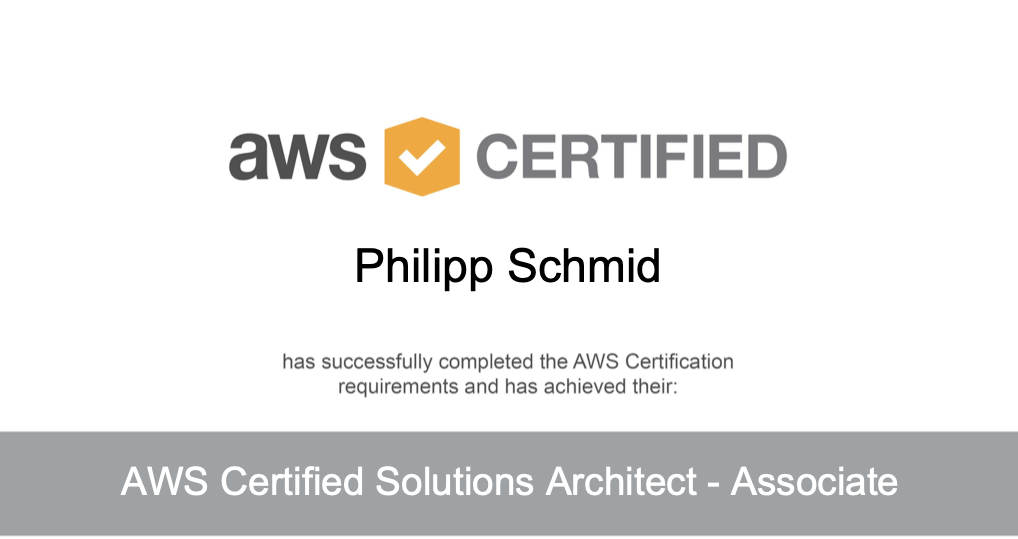 aws CERTIFIED
Philipp Schmid
has successfully completed the AWS Certification
requirements and has achieved their:
AWS Certified Solutions Architect - Associate